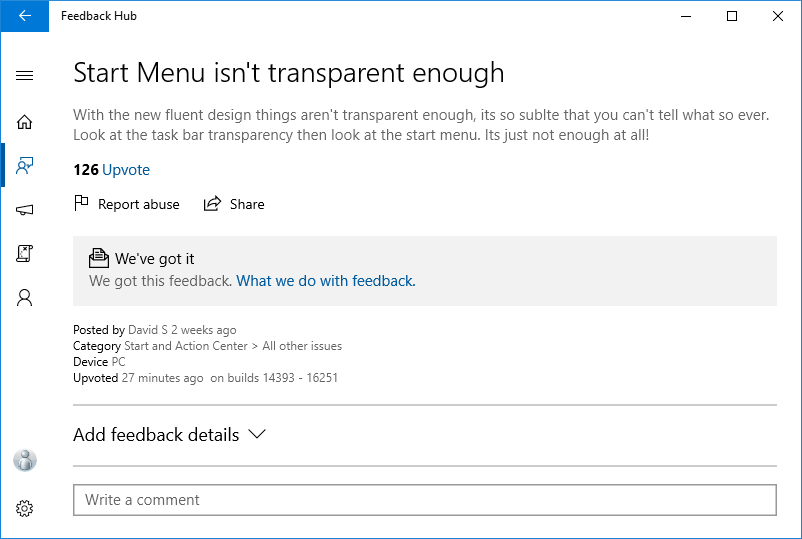 Feedback Hub
Start Menu isn't transparent enough
With the new fluent design things aren't transparent enough, its so sublte that you can't tell what so ever.
Look at the task bar transparency then look at the start menu. Its just not enough at all!
126 Upvote
Report abuse Share
We've got it
We got this feedback. What we do with feedback.
Posted by David S 2 weeks ago
Category Start and Action Center > All other issues
Device PC
Upvoted 27 minutes ago on builds 14393 - 16251
Add feedback details
Write a comment